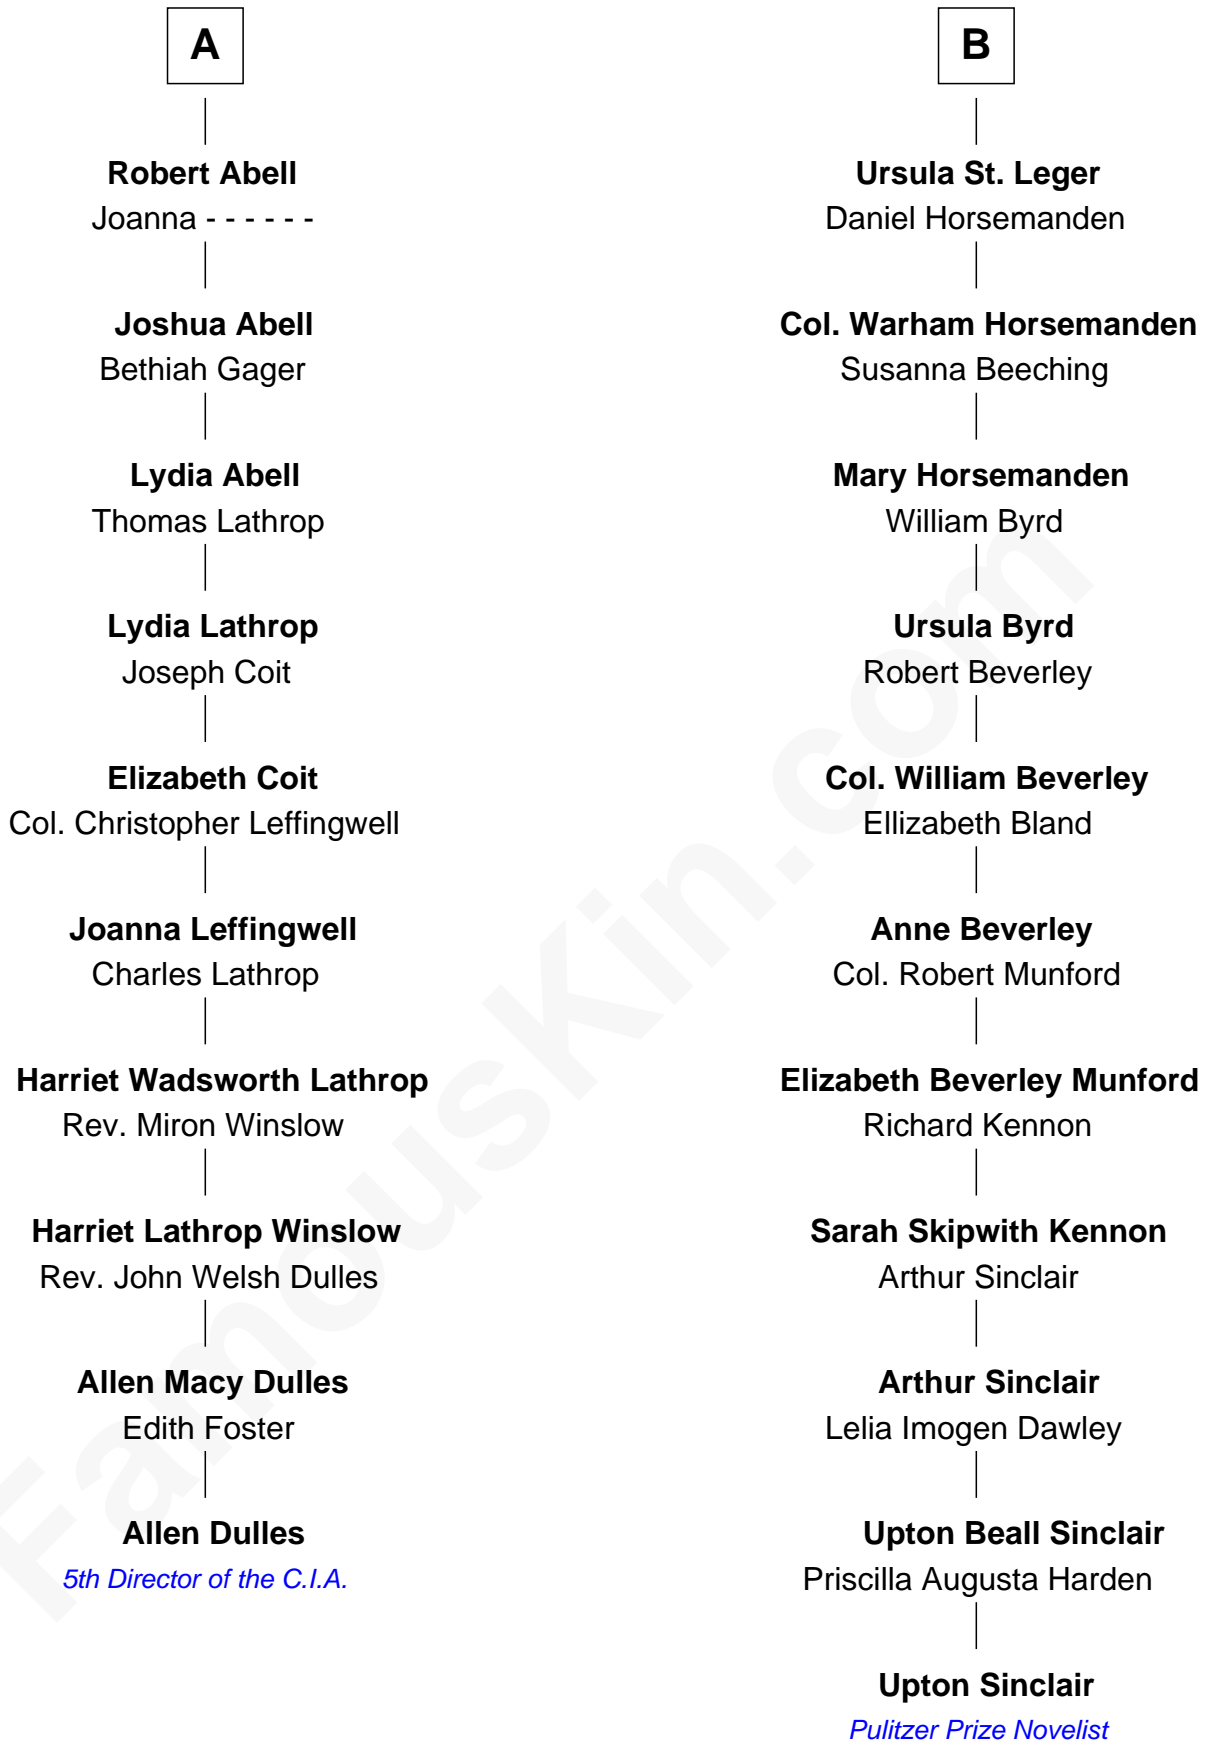 A
Robert Abell
Joanna - - - - - -
Joshua Abell
Bethiah Gager
Lydia Abell
Thomas Lathrop
Lydia Lathrop
Joseph Coit
Elizabeth Coit
Col. Christopher Leffingwell
Joanna Leffingwell
Charles Lathrop
Harriet Wadsworth Lathrop
Rev. Miron Winslow
Harriet Lathrop Winslow
Rev. John Welsh Dulles
Allen Macy Dulles
Edith Foster
Allen Dulles
5th Director of the C.I.A.
B
Ursula St. Leger
Daniel Horsemanden
Col. Warham Horsemanden
Susanna Beeching
Mary Horsemanden
William Byrd
Ursula Byrd
Robert Beverley
Col. William Beverley
Ellizabeth Bland
Anne Beverley
Col. Robert Munford
Elizabeth Beverley Munford
Richard Kennon
Sarah Skipwith Kennon
Arthur Sinclair
Arthur Sinclair
Lelia Imogen Dawley
Upton Beall Sinclair
Priscilla Augusta Harden
Upton Sinclair
Pulitzer Prize Novelist
FamousKin.com